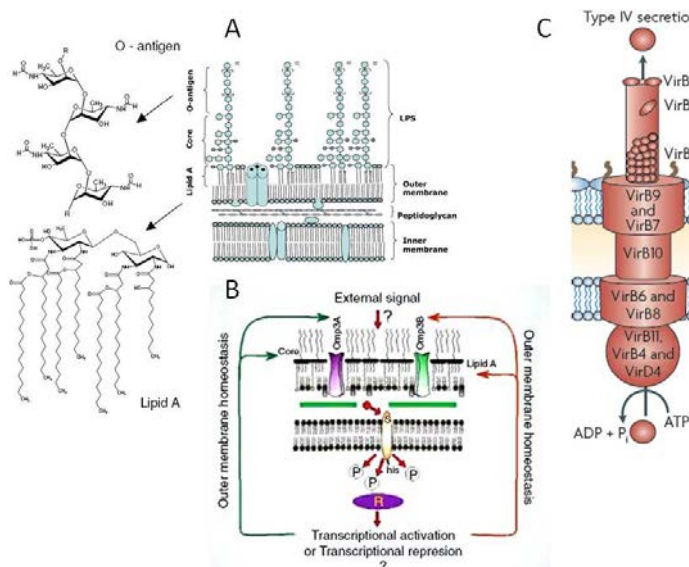 O - antigen
Lipid A
A
O-antigen
Core
Lipid A
LPS
Outer
membrane
Peptidoglycan
Inner
membrane
B
External signal
?
Omp3A
Omp3B
Core
Lipid A
Outer membrane homeostasis
Outer membrane homeostasis
S
his
P
P
P
R
Transcriptional activation
or Transcriptional represion
?
C
Type IV secretion
VirB
VirB
VirB
VirB9
and
VirB7
VirB10
VirB6 and
VirB8
VirB11,
VirB4 and
VirD4
ADP + Pi
ATP